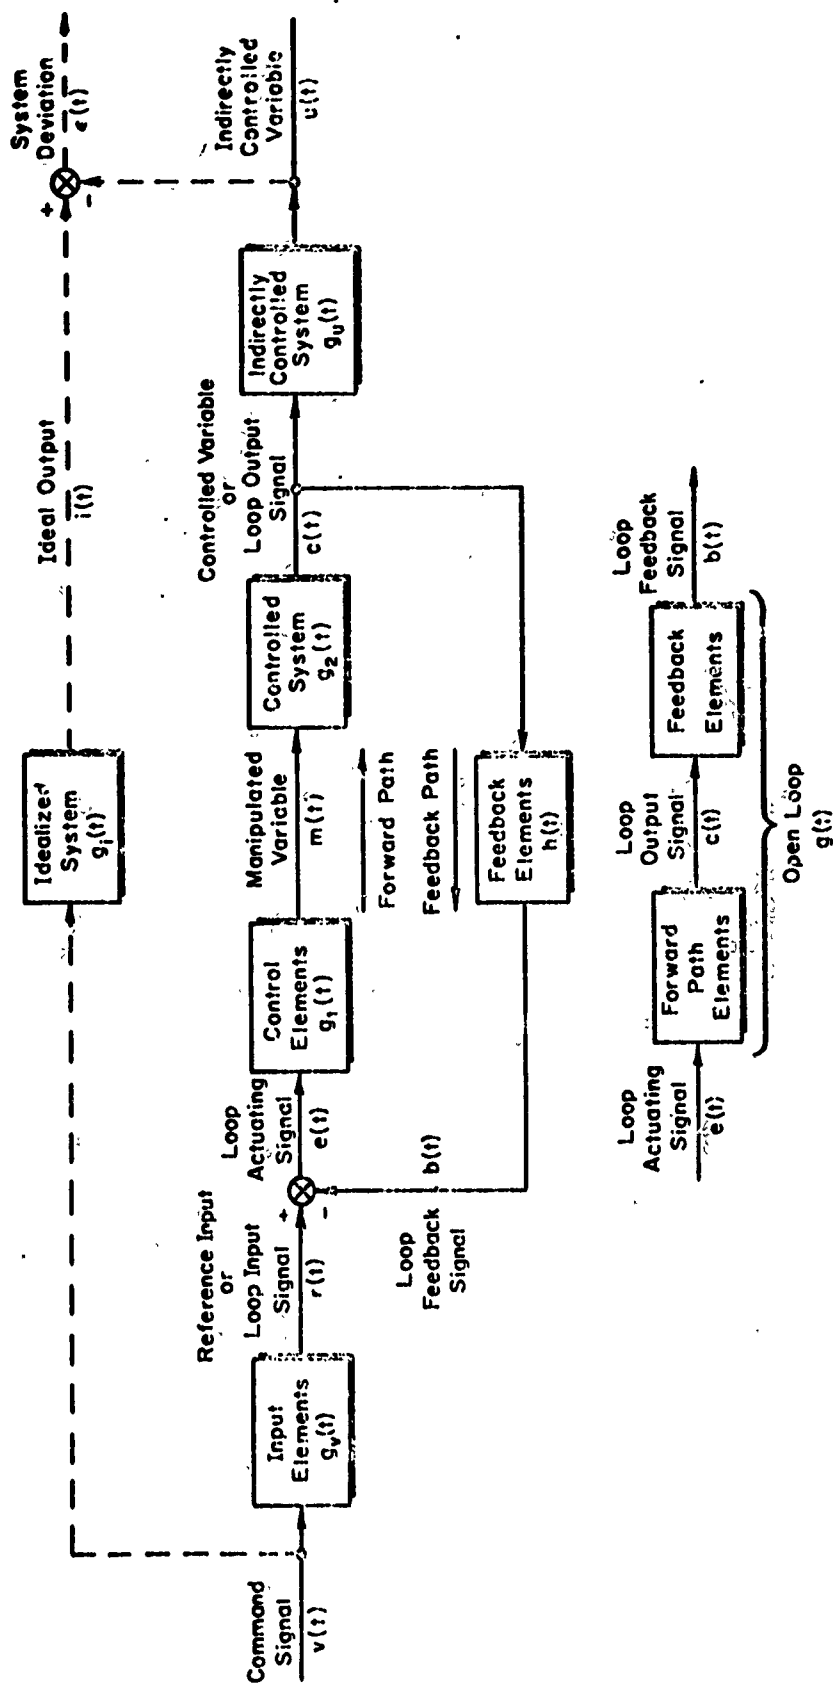 Idealized
System
gᵢ(t)
Ideal Output
i(t)
System
Deviation
ε(t)
+
-
Command
Signal
v(t)
Input
Elements
gᵥ(t)
Reference Input
or
Loop Input
Signal
r(t)
+
-
Loop
Actuating
Signal
e(t)
Control
Elements
g₁(t)
Manipulated
Variable
m(t)
Controlled
System
g₂(t)
Controlled Variable
or
Loop Output
Signal
c(t)
Indirectly
Controlled
System
gᵤ(t)
Indirectly
Controlled
Variable
u(t)
Forward Path
Feedback Path
Loop
Feedback
Signal
b(t)
Feedback
Elements
h(t)
Loop
Actuating
Signal
e(t)
Forward
Path
Elements
Loop
Output
Signal
c(t)
Feedback
Elements
Loop
Feedback
Signal
b(t)
Open Loop
g(t)